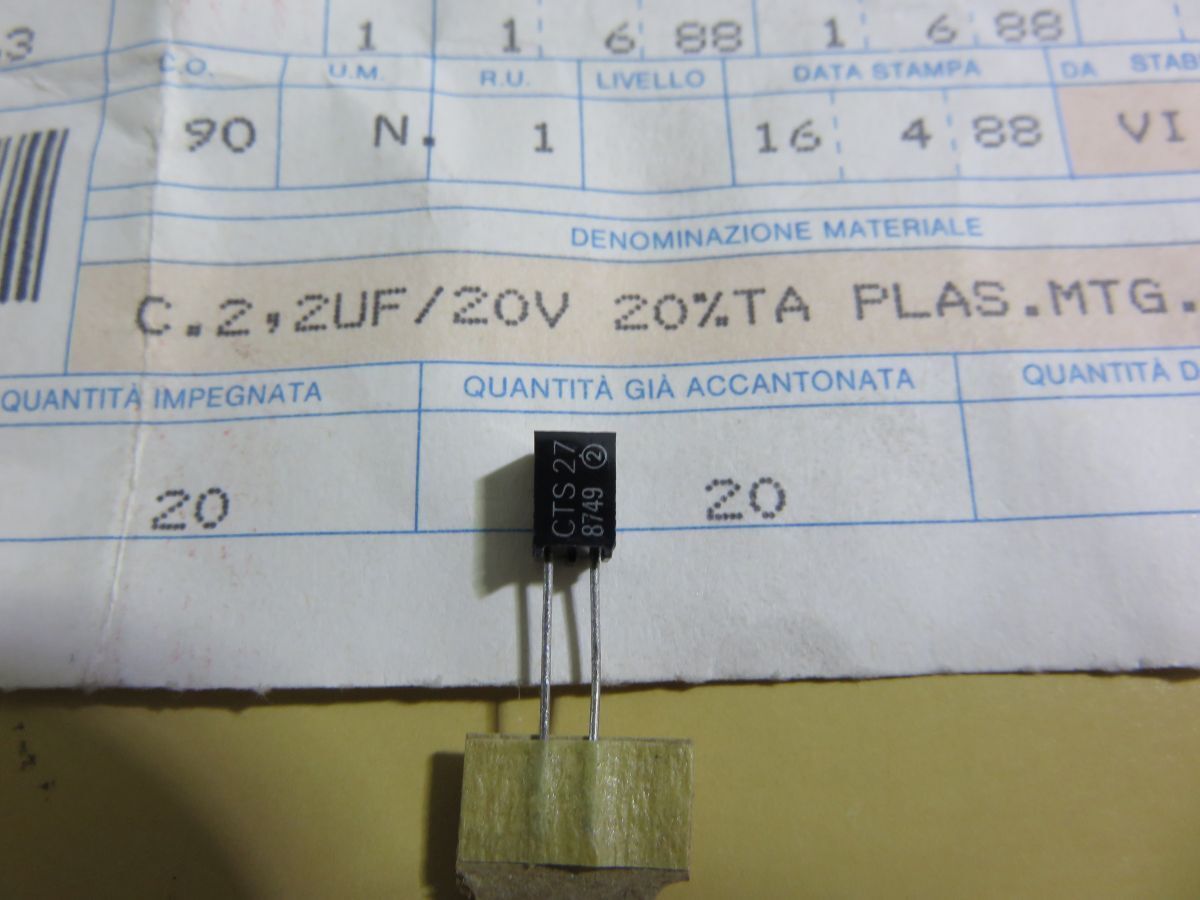 1 1 6 88 1 6 88
C.O. U.M. R.U. LIVELLO DATA STAMPA DA
90 N. 1 16 4 88 VI
DENOMINAZIONE MATERIALE
C.2,2UF/20V 20%TA PLAS.MTG.
QUANTITÀ IMPEGNATA QUANTITÀ GIÀ ACCANTONATA QUANTITÀ
20 20
CTS 27
8749 2